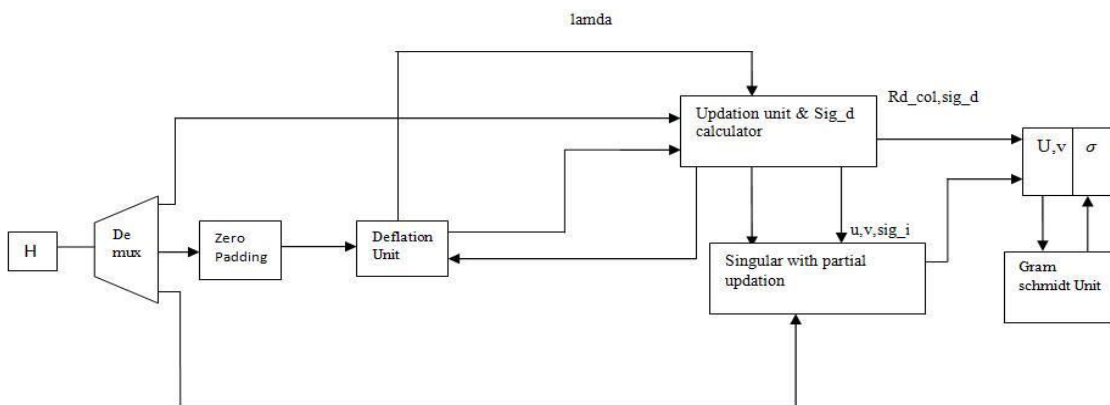 lamda
Rd_col,sig_d
Updation unit & Sig_d
calculator
U,v
σ
H
De
mux
Zero
Padding
Deflation
Unit
u,v,sig_i
Singular with partial
updation
Gram
schmidt Unit